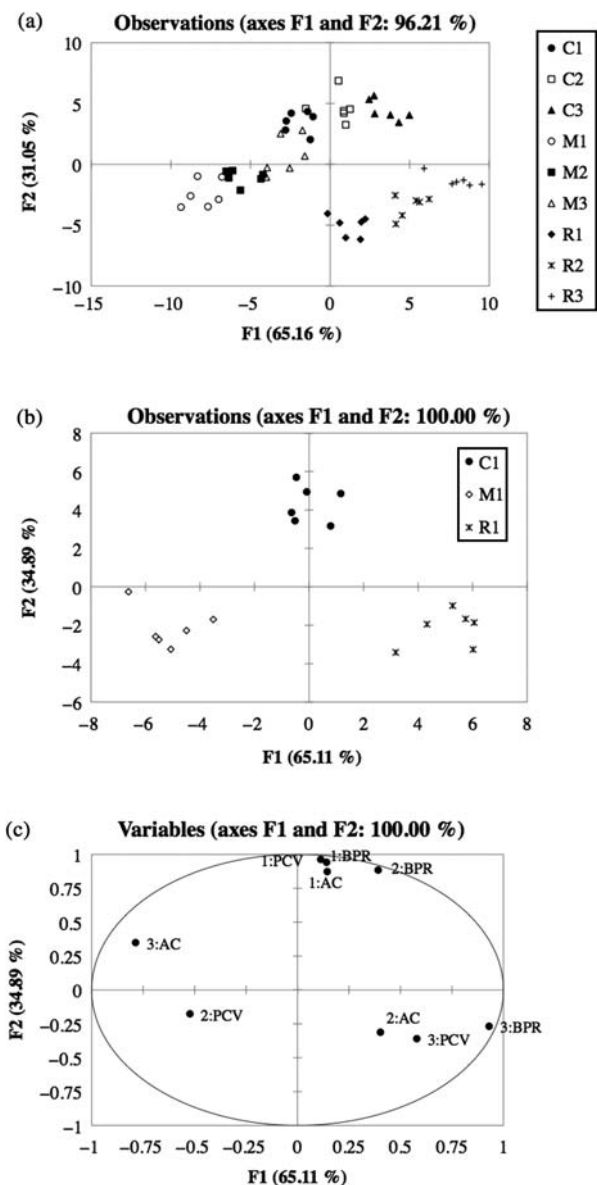 (a) Observations (axes F1 and F2: 96.21 %)
10
5
0
−5
−10
−15 −10 −5 0 5 10
F2 (31.05 %)
F1 (65.16 %)
C1
C2
C3
M1
M2
M3
R1
R2
R3
(b) Observations (axes F1 and F2: 100.00 %)
8
6
4
2
0
−2
−4
−6
−8 −6 −4 −2 0 2 4 6 8
F2 (34.89 %)
F1 (65.11 %)
C1
M1
R1
(c) Variables (axes F1 and F2: 100.00 %)
1
0.75
0.5
0.25
0
−0.25
−0.5
−0.75
−1
−1 −0.75 −0.5 −0.25 0 0.25 0.5 0.75 1
F2 (34.89 %)
F1 (65.11 %)
1:PCV 1:BPR 2:BPR
1:AC
3:AC
2:PCV 2:AC
3:PCV 3:BPR